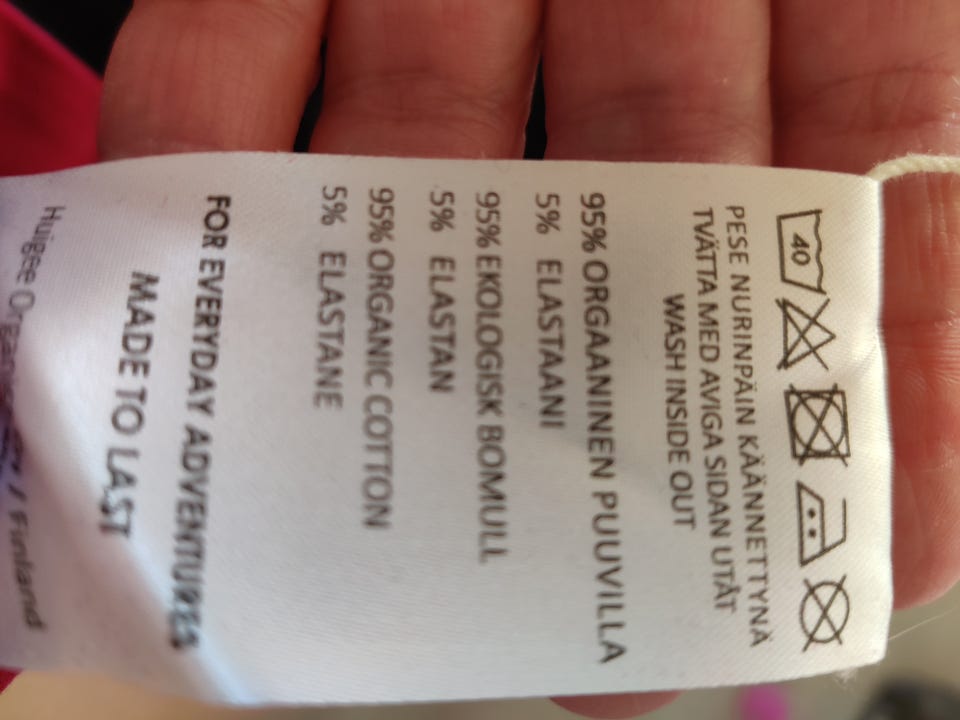 40
PESE NURINPÄIN KÄÄNNETTYNÄ
TVÄTTA MED AVIGA SIDAN UTÅT
WASH INSIDE OUT
95% ORGAANINEN PUUVILLA
5% ELASTAANI
95% EKOLOGISK BOMULL
5% ELASTAN
95% ORGANIC COTTON
5% ELASTANE
FOR EVERYDAY ADVENTURES
MADE TO LAST
Huigee / Finland